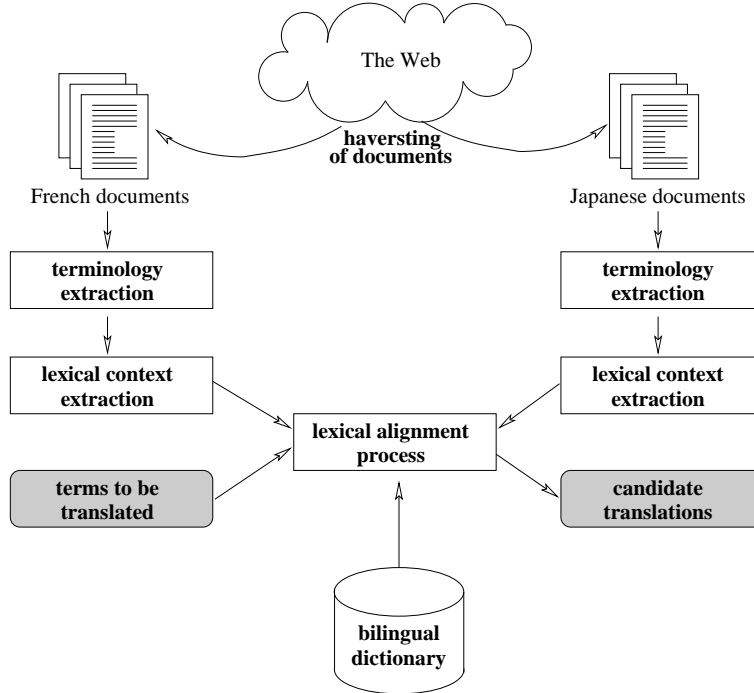 The Web
haversting
of documents
French documents
Japanese documents
terminology
extraction
terminology
extraction
lexical context
extraction
lexical context
extraction
lexical alignment
process
terms to be
translated
candidate
translations
bilingual
dictionary